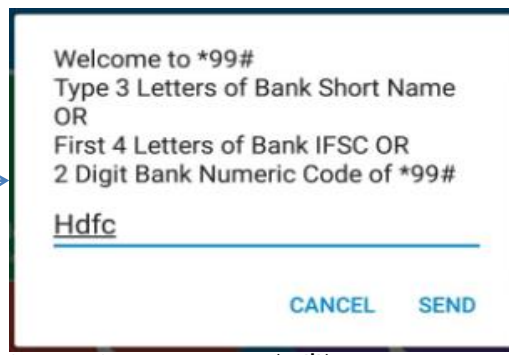 Welcome to *99#
Type 3 Letters of Bank Short Name
OR
First 4 Letters of Bank IFSC OR
2 Digit Bank Numeric Code of *99#
Hdfc
CANCEL SEND